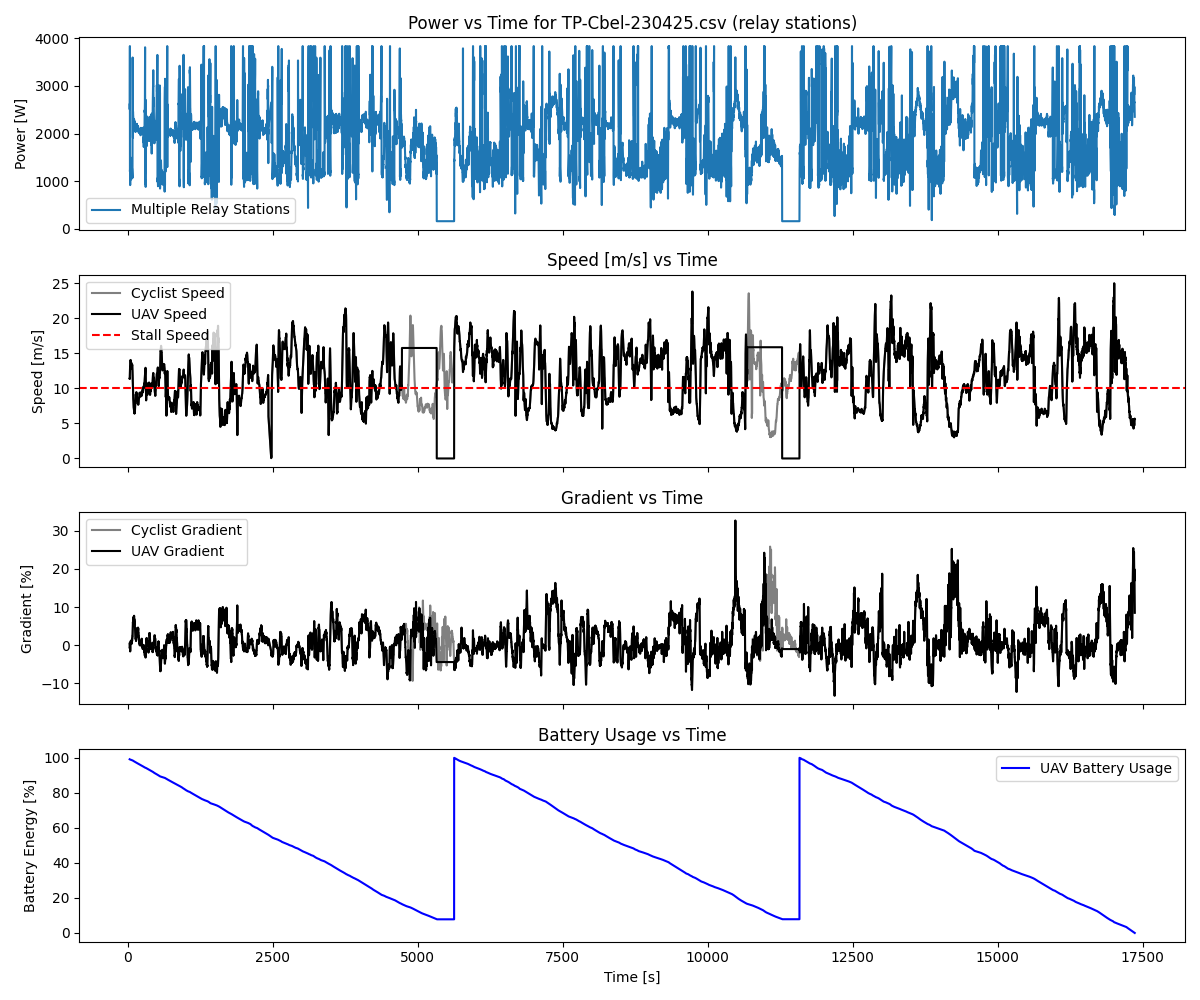 Power vs Time for TP-Cbel-230425.csv (relay stations)
4000
3000
2000
1000
0
Power [W]
Multiple Relay Stations
Speed [m/s] vs Time
25
20
15
10
5
0
Speed [m/s]
Cyclist Speed
UAV Speed
Stall Speed
Gradient vs Time
30
20
10
0
−10
Gradient [%]
Cyclist Gradient
UAV Gradient
Battery Usage vs Time
100
80
60
40
20
0
Battery Energy [%]
UAV Battery Usage
0 2500 5000 7500 10000 12500 15000 17500
Time [s]